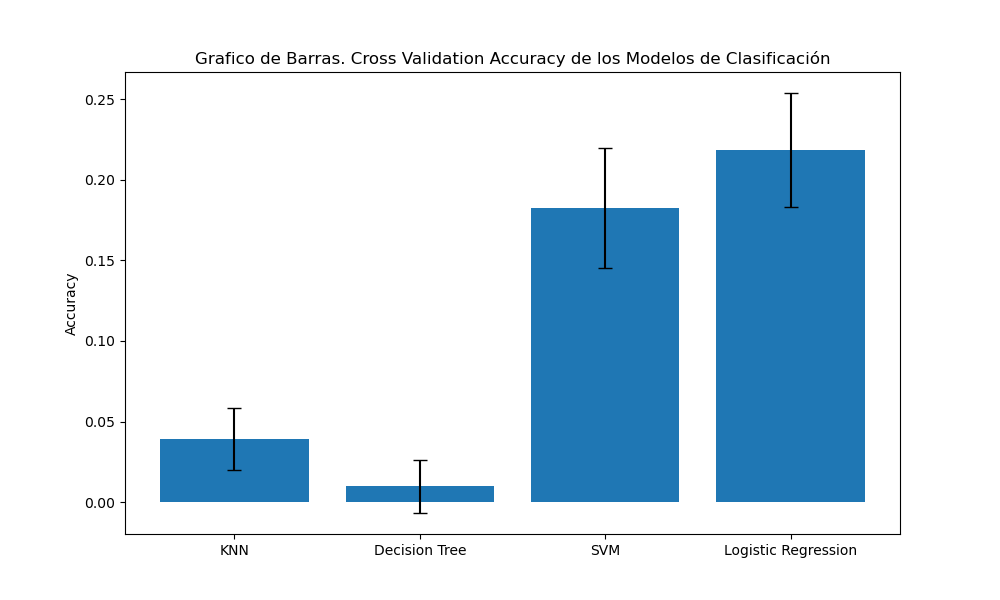 Grafico de Barras. Cross Validation Accuracy de los Modelos de Clasificación
0.25
0.20
0.15
0.10
0.05
0.00
Accuracy
KNN
Decision Tree
SVM
Logistic Regression